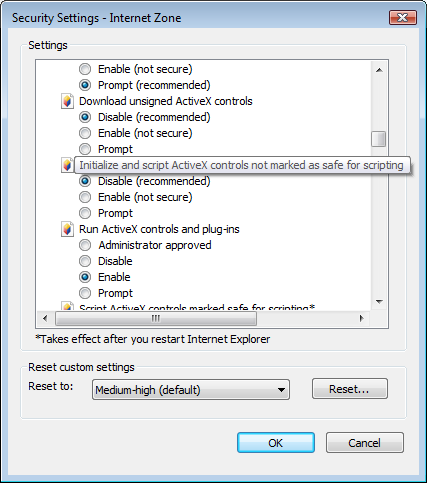 Security Settings - Internet Zone
Settings
Enable (not secure)
Prompt (recommended)
Download unsigned ActiveX controls
Disable (recommended)
Enable (not secure)
Prompt
Initialize and script ActiveX controls not marked as safe for scripting
Disable (recommended)
Enable (not secure)
Prompt
Run ActiveX controls and plug-ins
Administrator approved
Disable
Enable
Prompt
Script ActiveX controls marked safe for scripting*
*Takes effect after you restart Internet Explorer
Reset custom settings
Reset to: Medium-high (default) Reset...
OK Cancel